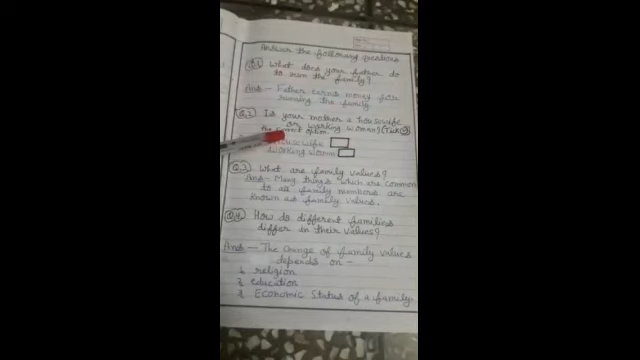 Answer the following questions
Q.1 What does your father do
to run the family?
Ans - Father earns money for
running the family
Q.2 Is your mother a housewife
or working woman? (Tick
the correct option
wife
working woman
Q.3 What are family values?
Ans - Many things which are common
to all family members are
known as family values.
Q.4 How do different families
differ in their values?
Ans - The change of family values
depends on -
1. religion
2. education
3. Economic Status of a family.